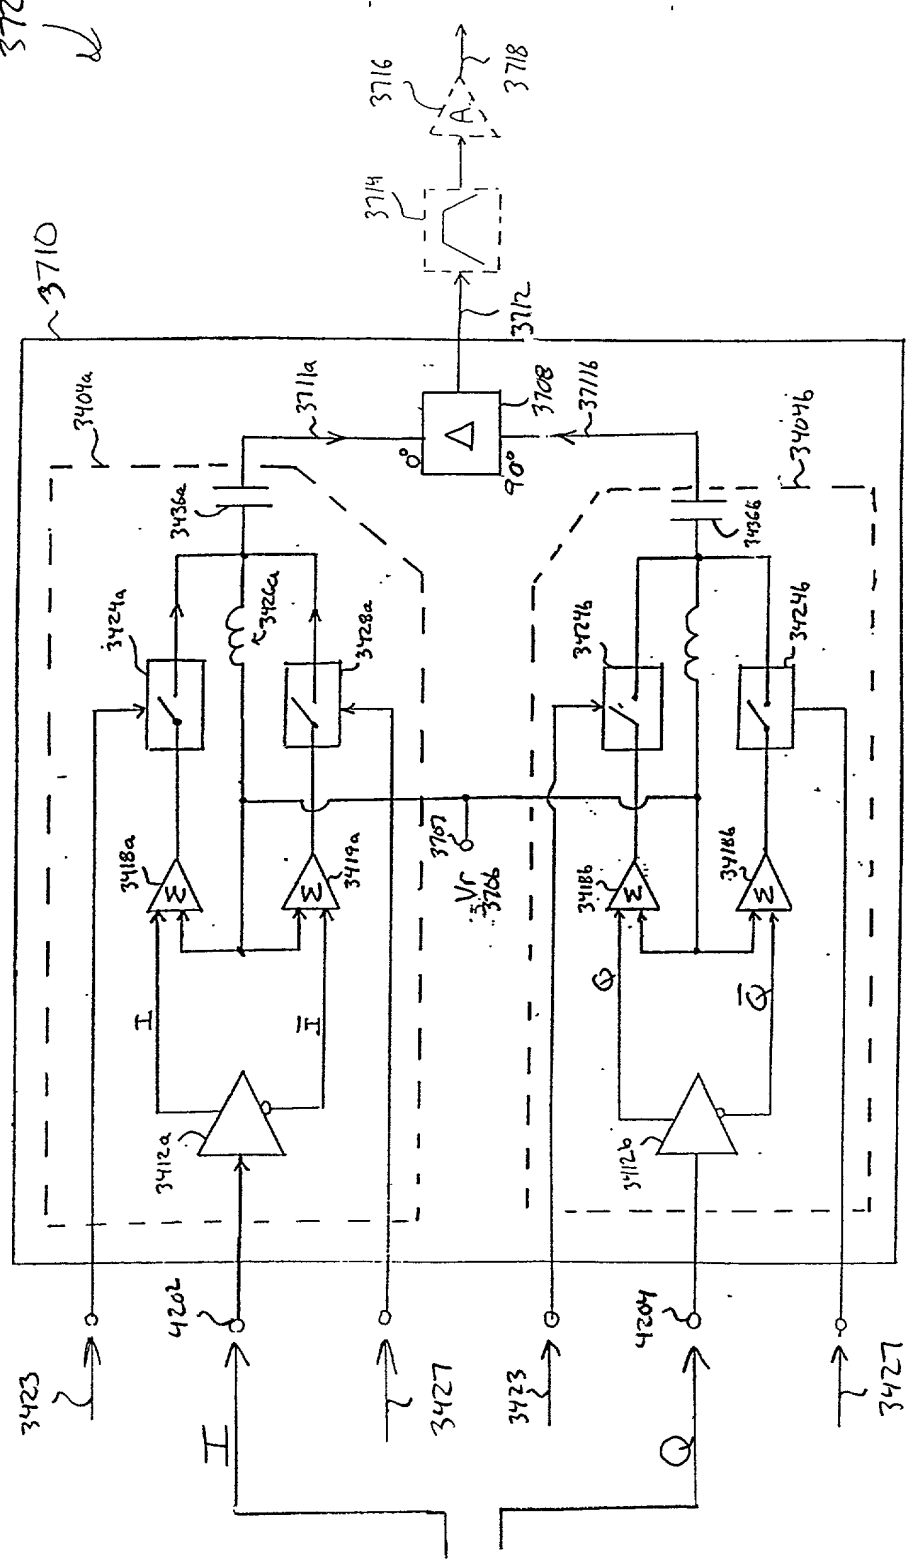 3710
3404a
3423
3424a
3418a
3436a
3711a
I
3412a
I
3426a
4202
I̅
3419a
3428a
3427
0°
3714
3716
A
3718
Vr
3706
3707
Δ
3708
3712
90°
3711b
3423
3424b
3418b
Q
3436b
3404b
Q
3412b
4204
Q̅
3418b
3424b
3427
Σ
Σ
Σ
Σ